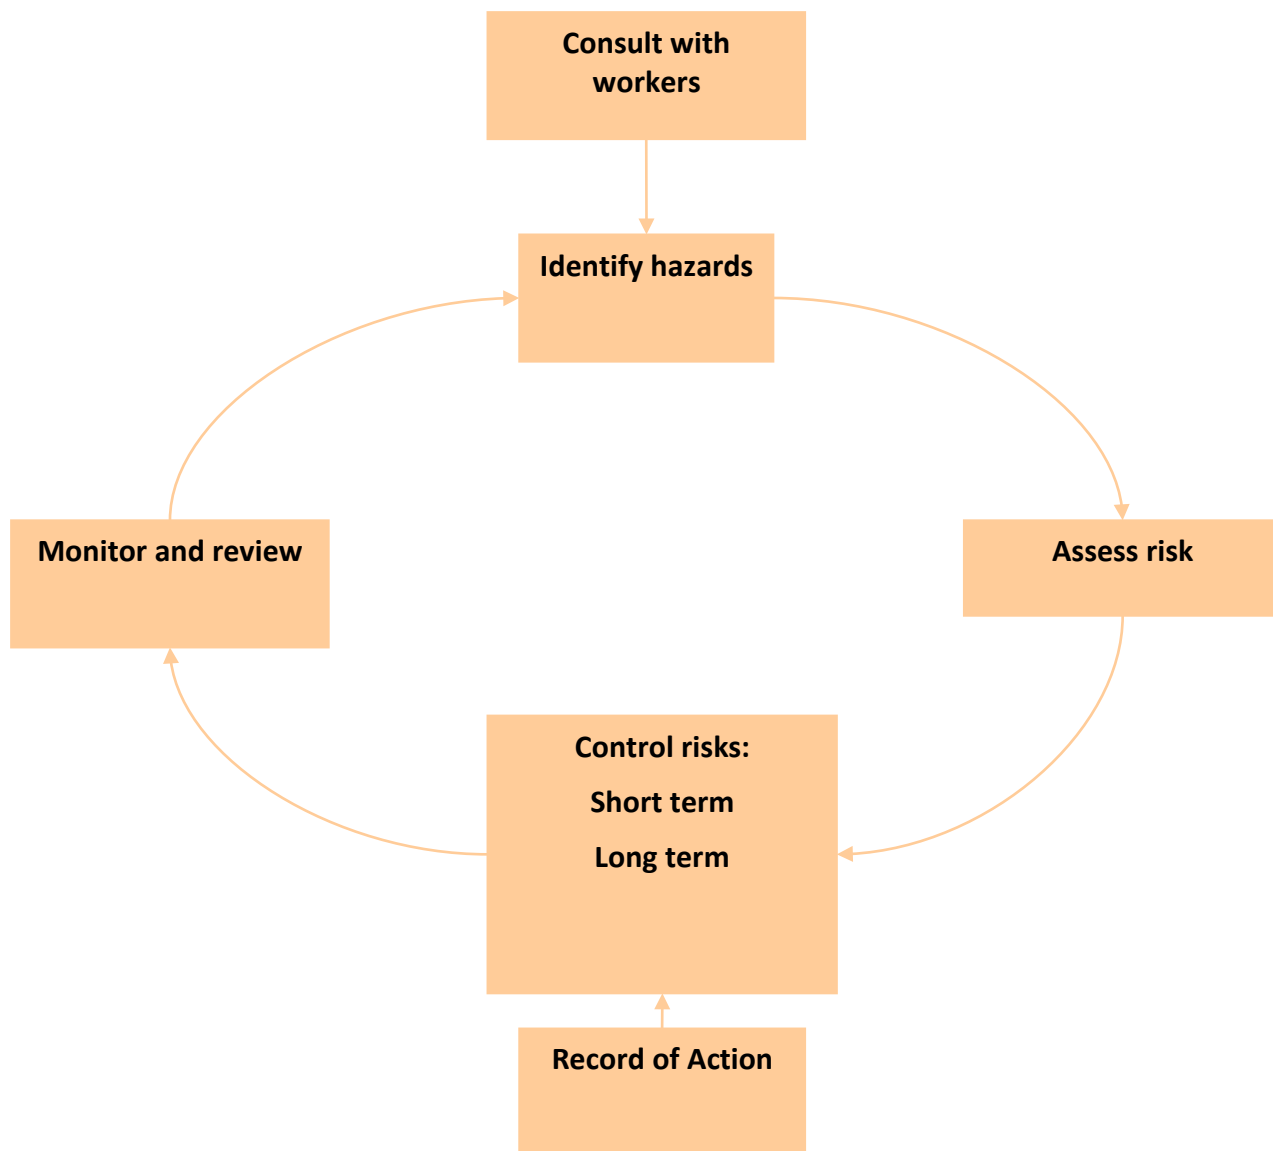 Consult with
workers
Identify hazards
Monitor and review
Assess risk
Control risks:
Short term
Long term
Record of Action